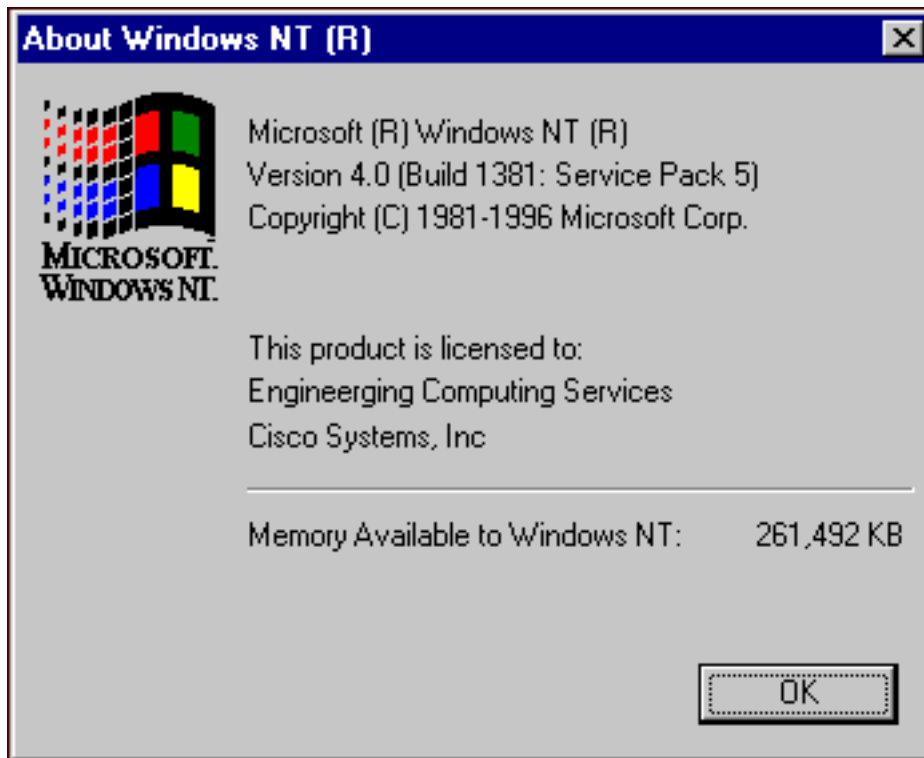 About Windows NT (R)
Microsoft (R) Windows NT (R)
Version 4.0 (Build 1381: Service Pack 5)
Copyright (C) 1981-1996 Microsoft Corp.
MICROSOFT.
WINDOWS NT.
This product is licensed to:
Engineerging Computing Services
Cisco Systems, Inc
Memory Available to Windows NT: 261,492 KB
OK